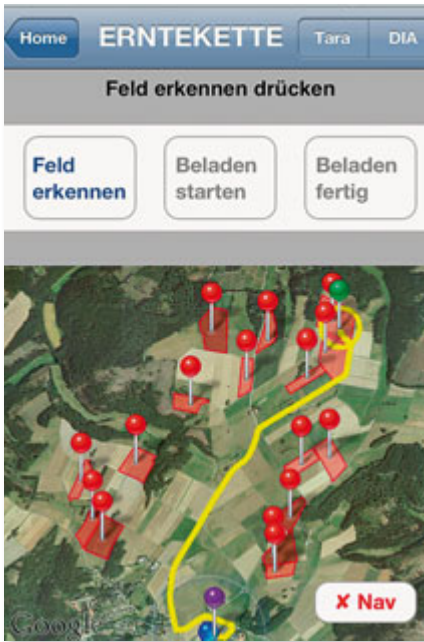 Home ERNTEKETTE Tara DIA
Feld erkennen drücken
Feld erkennen
Beladen starten
Beladen fertig
Google
✘ Nav